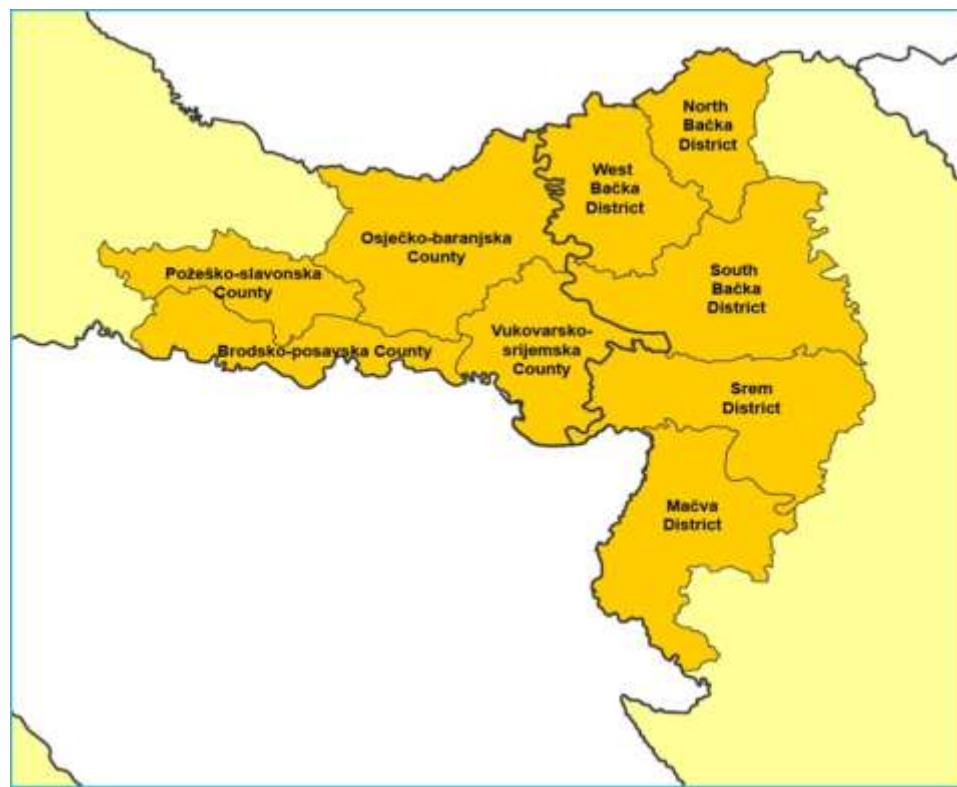 North
Bačka
District
West
Bačka
District
Osječko-baranjska
County
Požeško-slavonska
County
South
Bačka
District
Vukovarsko-
srijemska
County
Brodsko-posavska County
Srem
District
Mačva
District